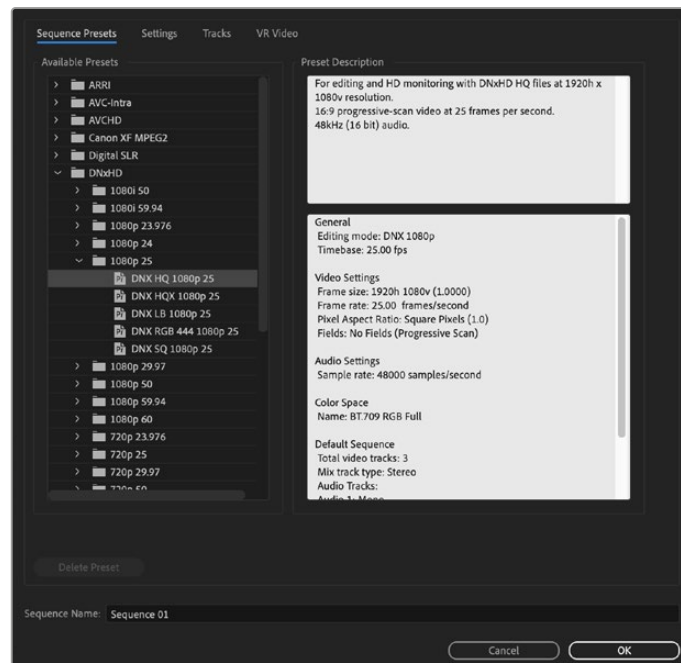 Sequence Presets Settings Tracks VR Video
Available Presets
ARRI
AVC-Intra
AVCHD
Canon XF MPEG2
Digital SLR
DNxHD
1080i 50
1080i 59.94
1080p 23.976
1080p 24
1080p 25
DNX HQ 1080p 25
DNX HQX 1080p 25
DNX LB 1080p 25
DNX RGB 444 1080p 25
DNX SQ 1080p 25
1080p 29.97
1080p 50
1080p 59.94
1080p 60
720p 23.976
720p 25
720p 29.97
720p 50
Preset Description
For editing and HD monitoring with DNxHD HQ files at 1920h x
1080v resolution.
16:9 progressive-scan video at 25 frames per second.
48kHz (16 bit) audio.
General
Editing mode: DNX 1080p
Timebase: 25.00 fps
Video Settings
Frame size: 1920h 1080v (1.0000)
Frame rate: 25.00 frames/second
Pixel Aspect Ratio: Square Pixels (1.0)
Fields: No Fields (Progressive Scan)
Audio Settings
Sample rate: 48000 samples/second
Color Space
Name: BT.709 RGB Full
Default Sequence
Total video tracks: 3
Mix track type: Stereo
Audio Tracks:
Audio 1: Mono
Delete Preset
Sequence Name: Sequence 01
Cancel OK